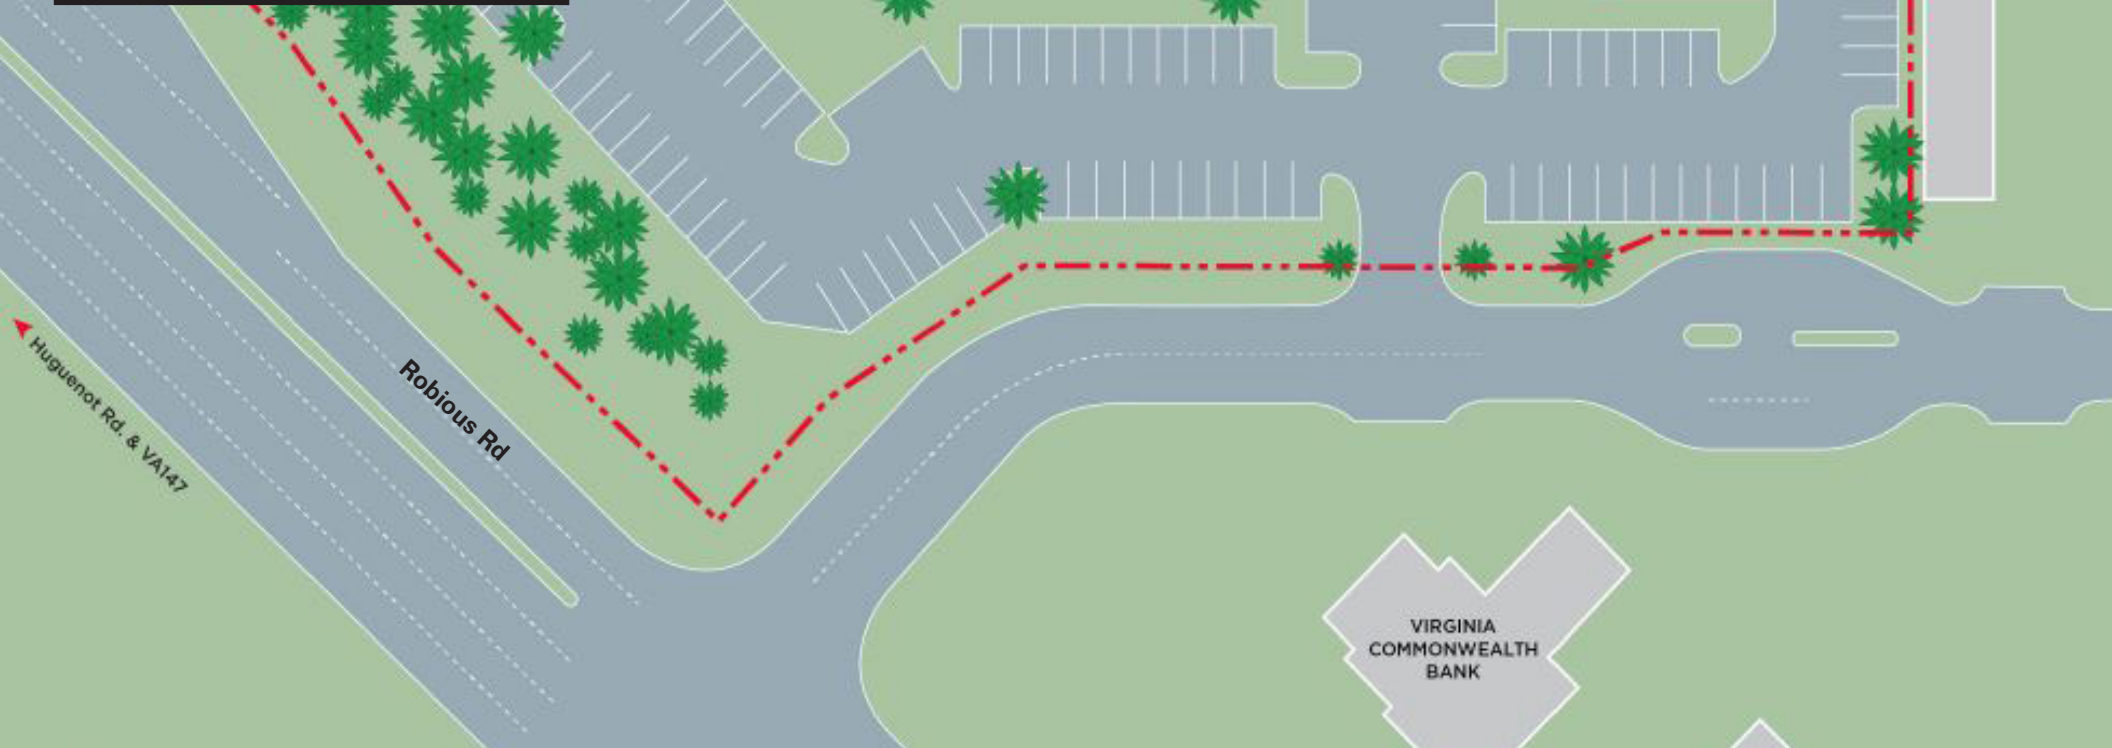 Robious Rd
Huguenot Rd. & VA147
VIRGINIA
COMMONWEALTH
BANK